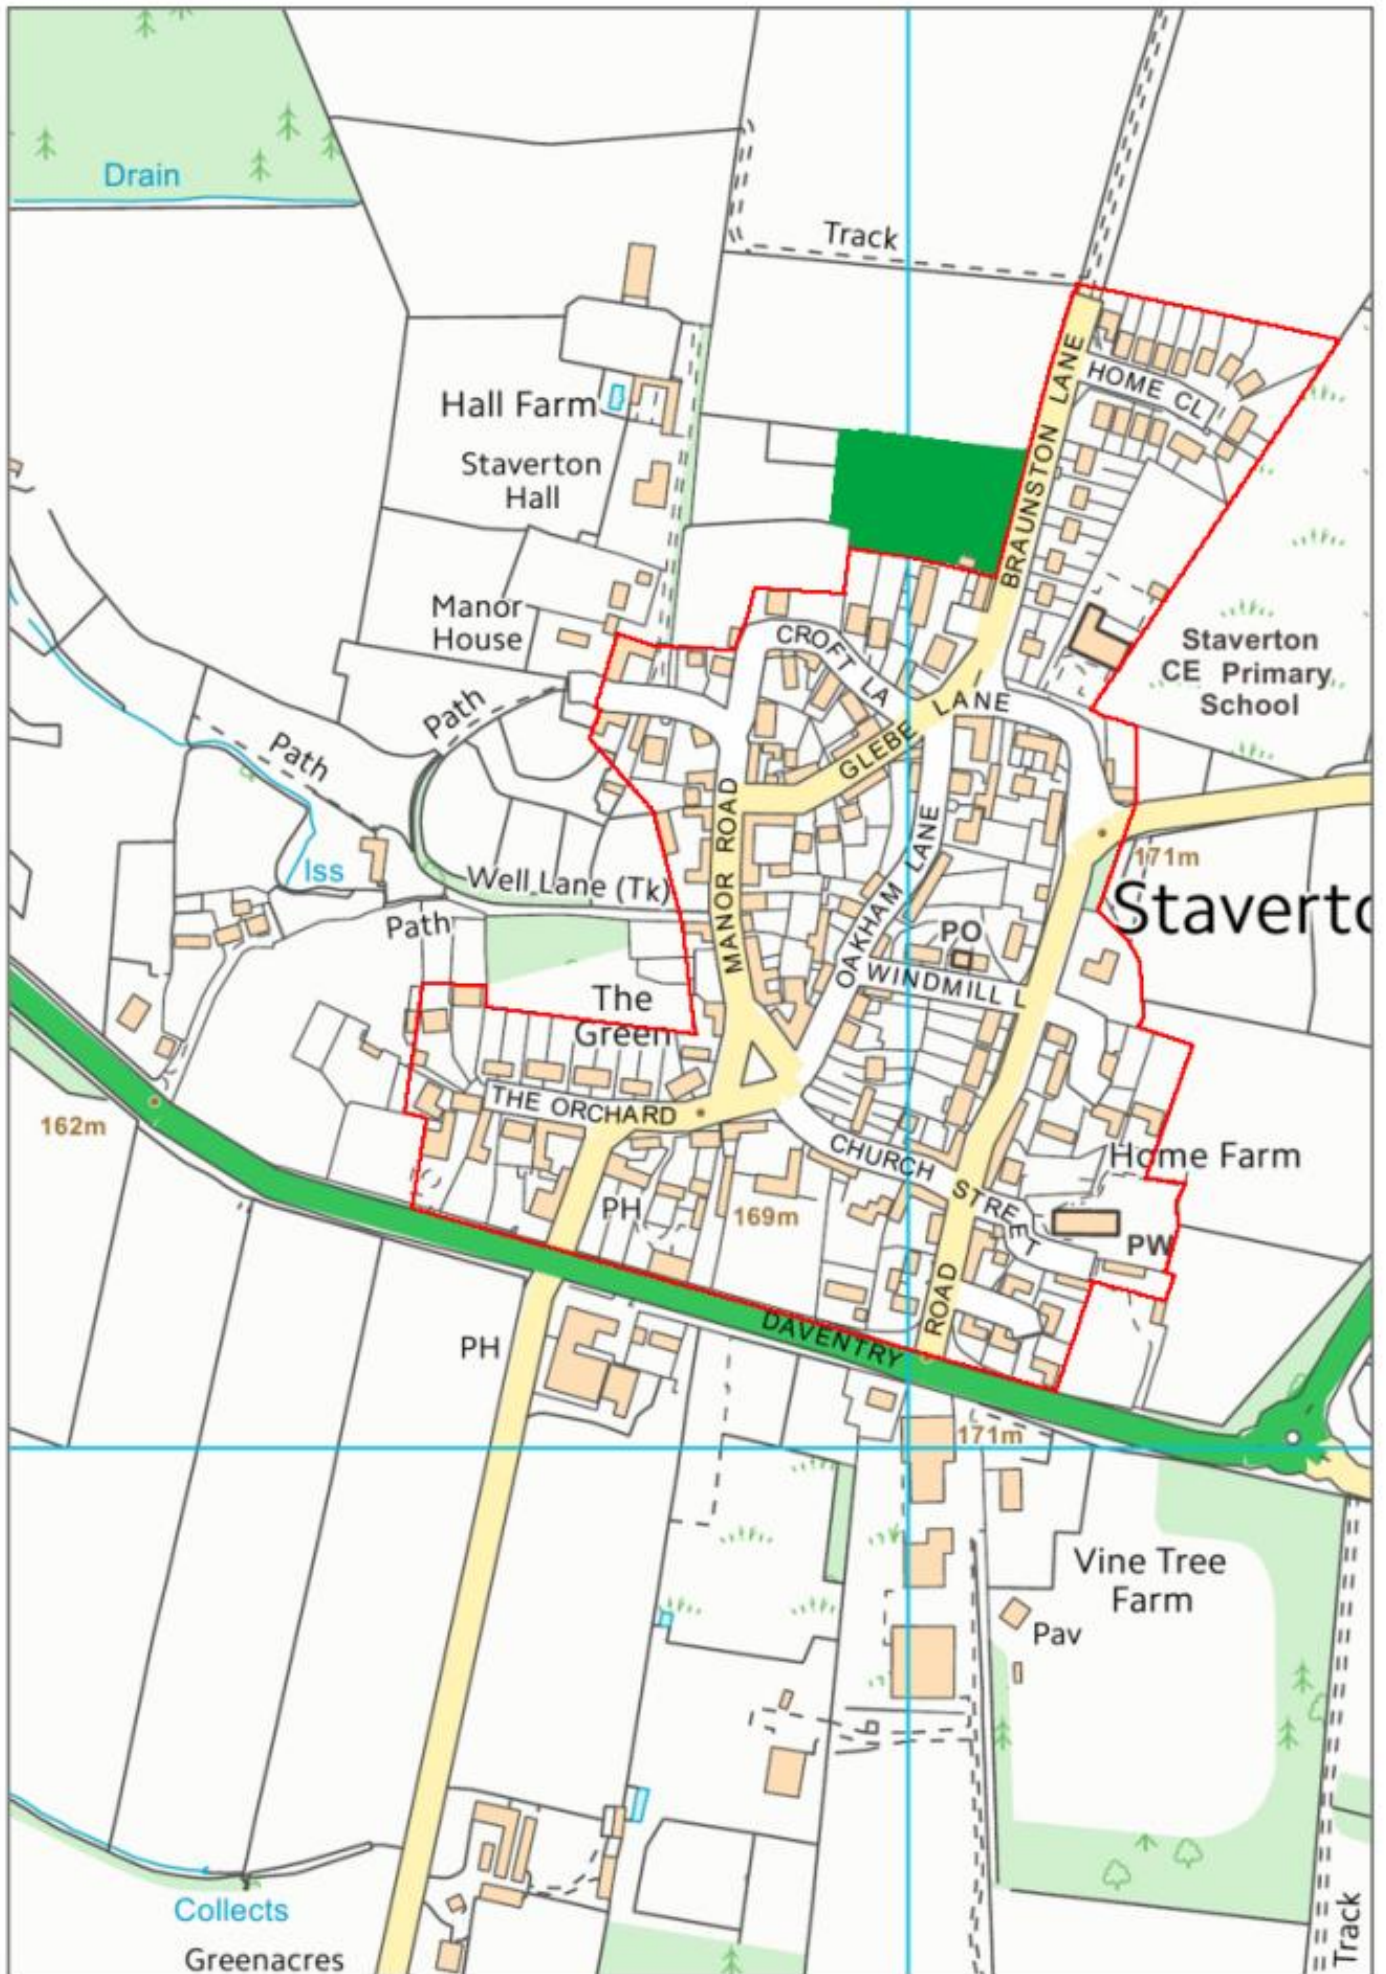 Drain
Track
Hall Farm
HOME CL
Staverton
Hall
BRAUNSTON LANE
Manor
House
CROFT LA
Staverton
CE Primary
School
Path
Path
GLEBE LANE
MANOR ROAD
171m
Iss
Well Lane (Tk)
OAKHAM LANE
Staverto
Path
PO
WINDMILL L
The
Green
THE ORCHARD
162m
CHURCH STREET
Home Farm
PH
169m
PW
DAVENTRY ROAD
PH
171m
Vine Tree
Farm
Pav
Collects
Greenacres
Track